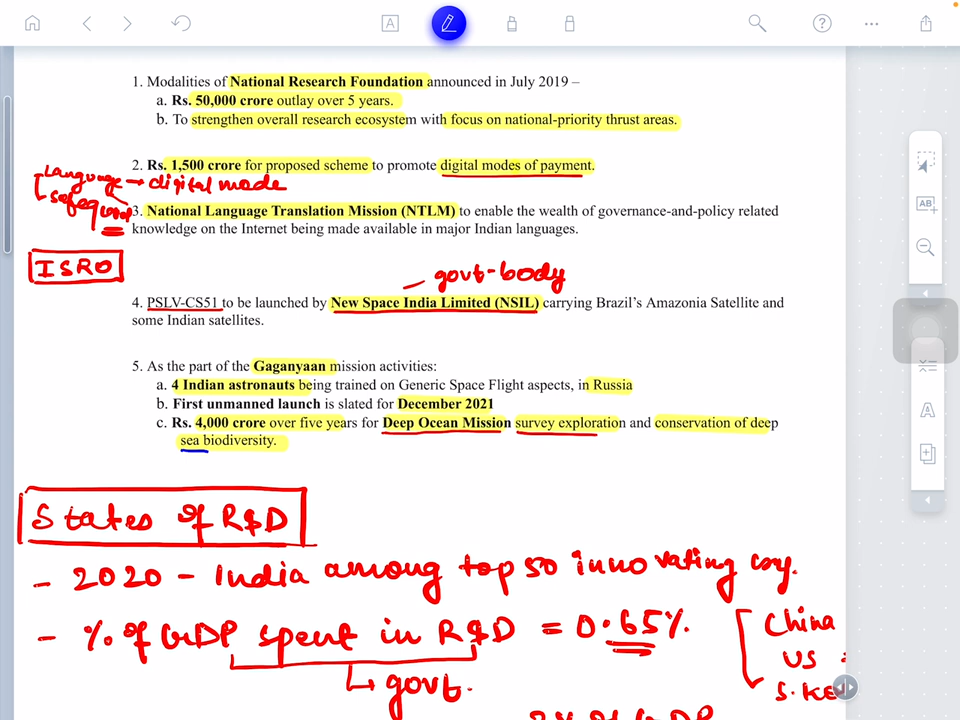 1. Modalities of National Research Foundation announced in July 2019 –
a. Rs. 50,000 crore outlay over 5 years.
b. To strengthen overall research ecosystem with focus on national-priority thrust areas.
2. Rs. 1,500 crore for proposed scheme to promote digital modes of payment.
Language → digital mode
Safeguard
3. National Language Translation Mission (NTLM) to enable the wealth of governance-and-policy related
knowledge on the Internet being made available in major Indian languages.
ISRO
govt-body
4. PSLV-CS51 to be launched by New Space India Limited (NSIL) carrying Brazil's Amazonia Satellite and
some Indian satellites.
5. As the part of the Gaganyaan mission activities:
a. 4 Indian astronauts being trained on Generic Space Flight aspects, in Russia
b. First unmanned launch is slated for December 2021
c. Rs. 4,000 crore over five years for Deep Ocean Mission survey exploration and conservation of deep
sea biodiversity.
States of R&D
- 2020 - India among top 50 innovating
- % of GDP spent in R&D = 0.65%
China
US =
S.KE
↳ govt.
of GDP